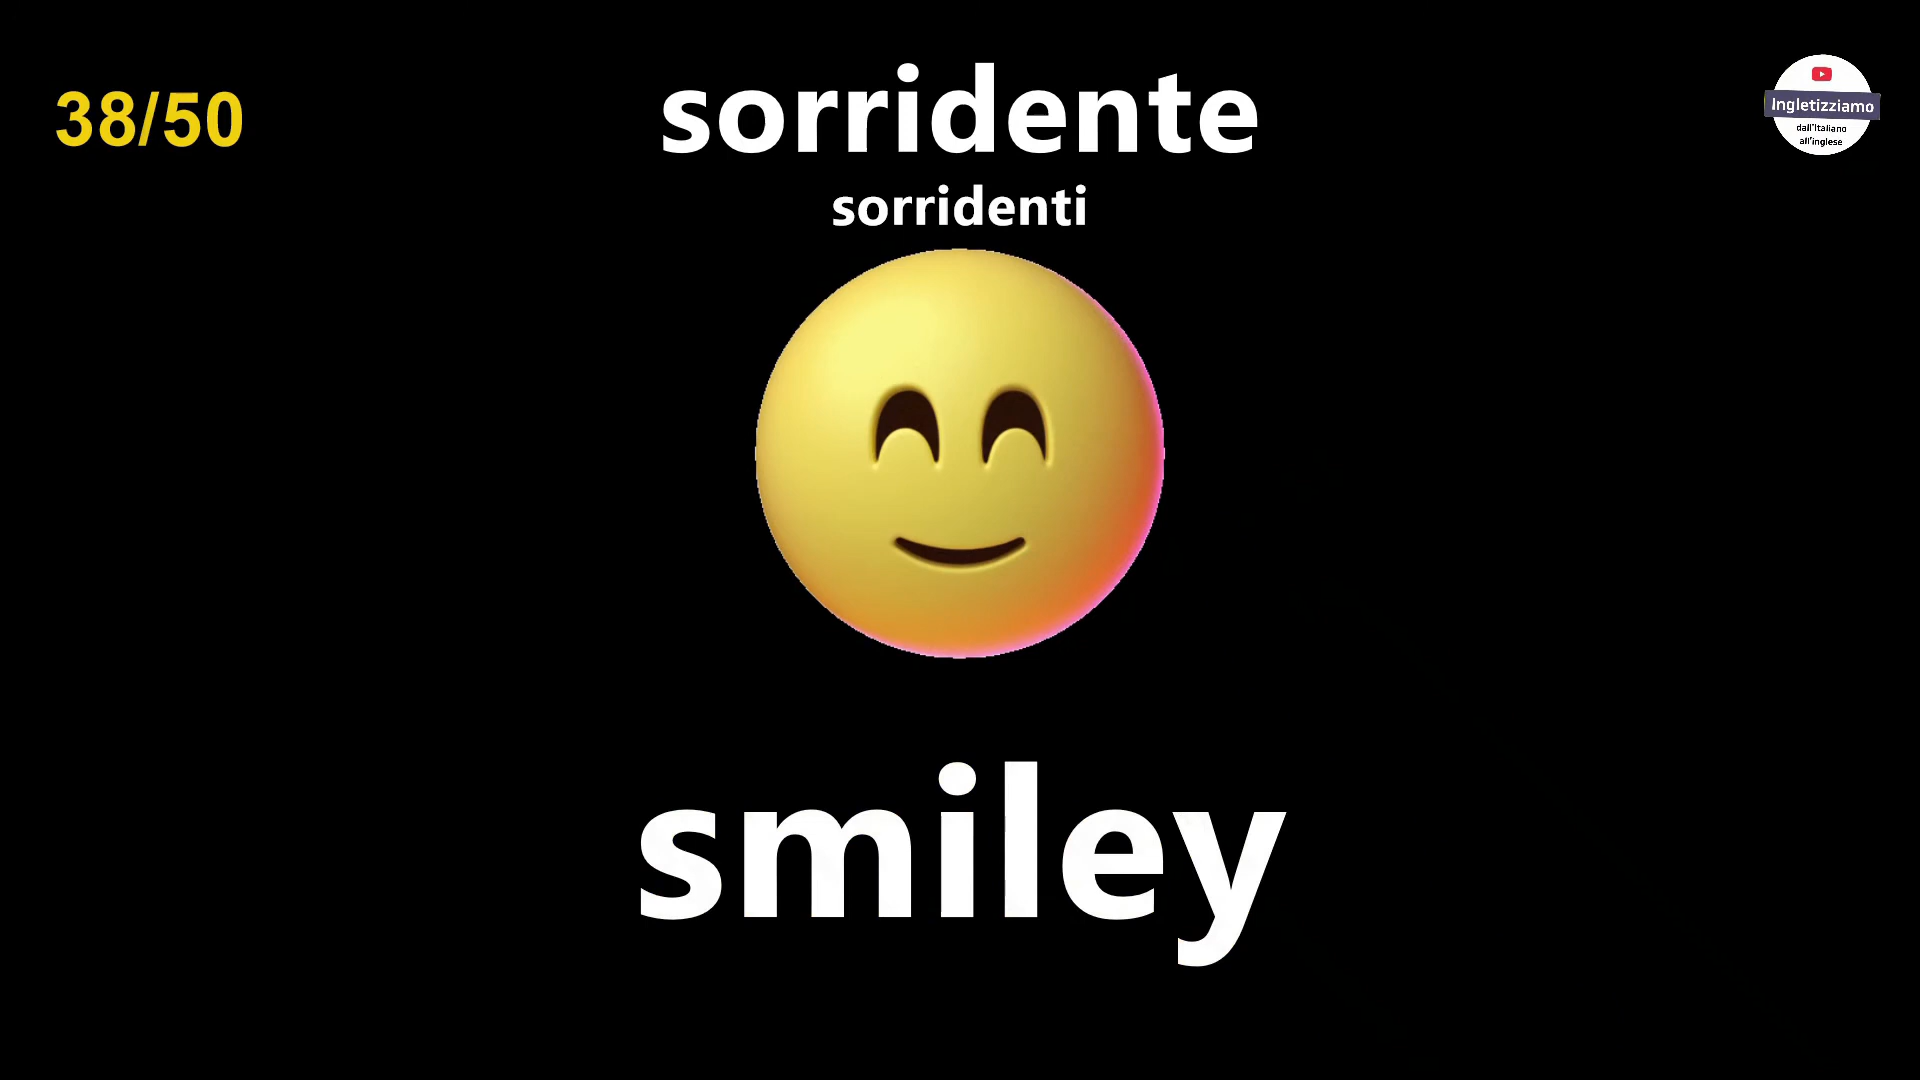 38/50
sorridente
sorridenti
Ingletizziamo
dall'Italiano
all'inglese
smiley